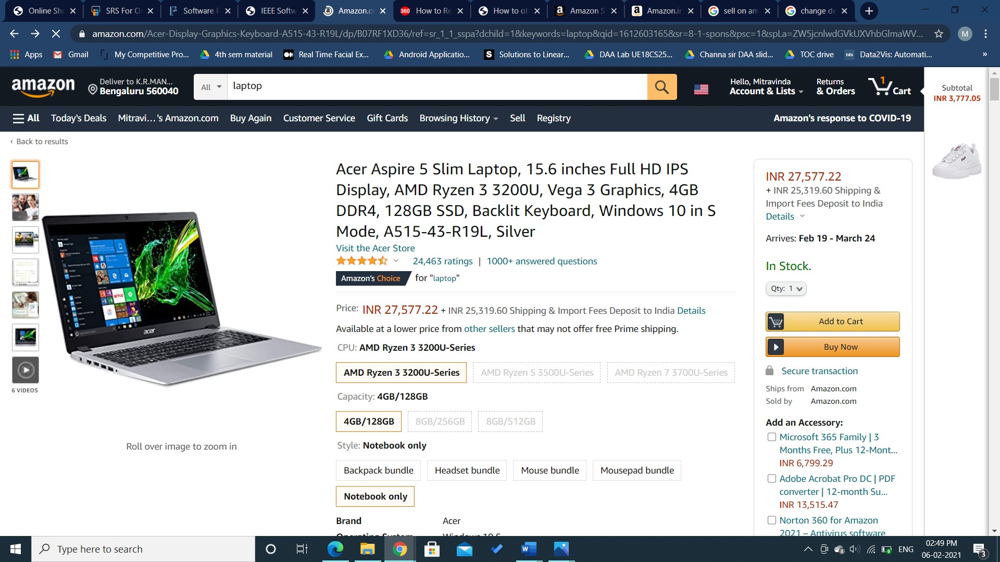 Online Sho
SRS For O
Software R
IEEE Softw
Amazon.co
360
How to Re
How to ob
Amazon S
Amazon.in
sell on am
change de
amazon.com/Acer-Display-Graphics-Keyboard-A515-43-R19L/dp/B07RF1XD36/ref=sr_1_1_sspa?dchild=1&keywords=laptop&qid=1612603165&sr=8-1-spons&psc=1&spLa=ZW5jcnlwdGVkUXVhbGlmaWV...
M
Apps
Gmail
My Competitive Pro...
4th sem material
Real Time Facial Ex...
Android Applicatio...
S
Solutions to Linear...
DAA Lab UE18CS25...
Channa sir DAA slid...
TOC drive
tds
Data2Vis: Automati...
»
amazon
Deliver to K.R.MAN...
Bengaluru 560040
All
laptop
Hello, Mitravinda
Account & Lists
Returns
& Orders
1
Cart
Subtotal
INR 3,777.05
All
Today's Deals
Mitravi...'s Amazon.com
Buy Again
Customer Service
Gift Cards
Browsing History
Sell
Registry
Amazon's response to COVID-19
‹ Back to results
Acer Aspire 5 Slim Laptop, 15.6 inches Full HD IPS
Display, AMD Ryzen 3 3200U, Vega 3 Graphics, 4GB
DDR4, 128GB SSD, Backlit Keyboard, Windows 10 in S
Mode, A515-43-R19L, Silver
Visit the Acer Store
24,463 ratings | 1000+ answered questions
Amazon's Choice for "laptop"
Price: INR 27,577.22 + INR 25,319.60 Shipping & Import Fees Deposit to India Details
Available at a lower price from other sellers that may not offer free Prime shipping.
CPU: AMD Ryzen 3 3200U-Series
AMD Ryzen 3 3200U-Series
AMD Ryzen 5 3500U-Series
AMD Ryzen 7 3700U-Series
Capacity: 4GB/128GB
4GB/128GB
8GB/256GB
8GB/512GB
Style: Notebook only
Backpack bundle
Headset bundle
Mouse bundle
Mousepad bundle
Notebook only
Brand Acer
Operating System Windows 10 S
acer
6 VIDEOS
Roll over image to zoom in
INR 27,577.22
+ INR 25,319.60 Shipping &
Import Fees Deposit to India
Details
Arrives: Feb 19 - March 24
In Stock.
Qty: 1
Add to Cart
Buy Now
Secure transaction
Ships from Amazon.com
Sold by Amazon.com
Add an Accessory:
Microsoft 365 Family | 3
Months Free, Plus 12-Mont...
INR 6,799.29
Adobe Acrobat Pro DC | PDF
converter | 12-month Su...
INR 13,515.47
Norton 360 for Amazon
2021 – Antivirus software
Type here to search
W
ENG
02:49 PM
06-02-2021
3